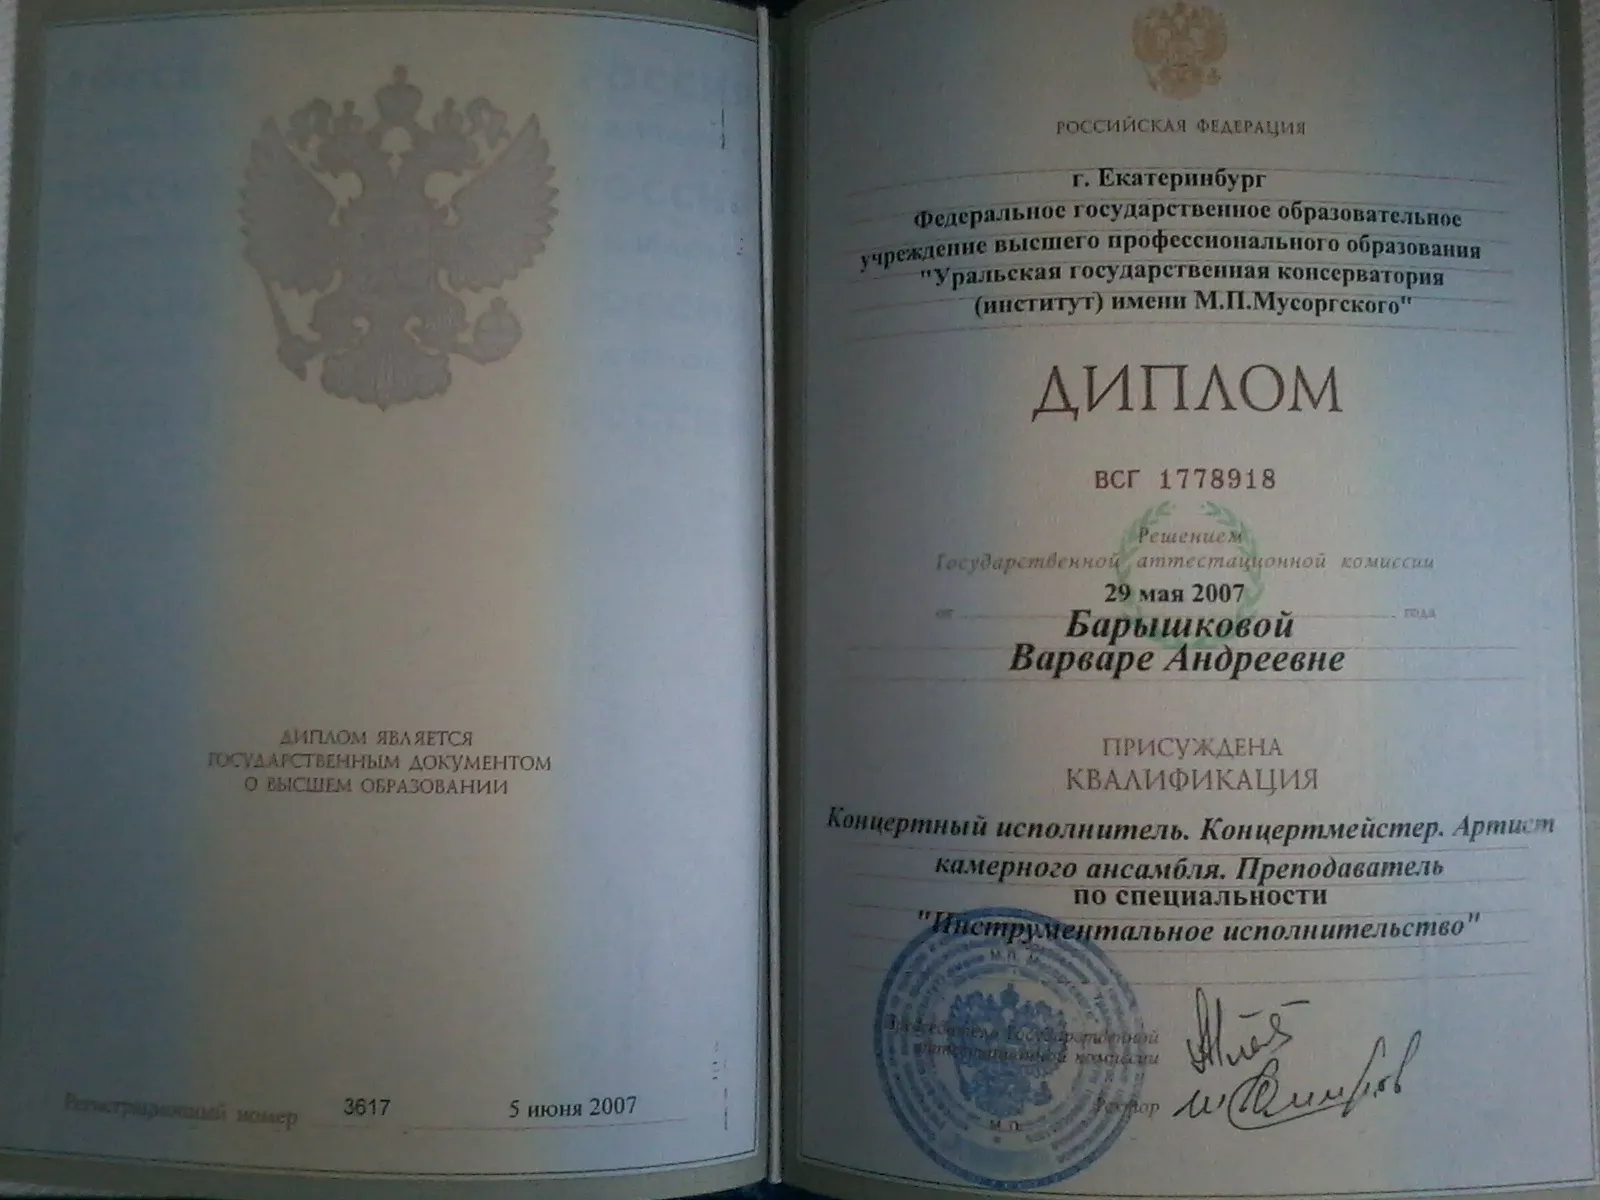 ДИПЛОМ ЯВЛЯЕТСЯ
ГОСУДАРСТВЕННЫМ ДОКУМЕНТОМ
О ВЫСШЕМ ОБРАЗОВАНИИ
Регистрационный номер 3617 5 июня 2007
РОССИЙСКАЯ ФЕДЕРАЦИЯ
г. Екатеринбург
Федеральное государственное образовательное
учреждение высшего профессионального образования
"Уральская государственная консерватория
(институт) имени М.П.Мусоргского"
ДИПЛОМ
ВСГ 1778918
Решением
Государственной аттестационной комиссии
29 мая 2007
от года
Барышковой
Варваре Андреевне
ПРИСУЖДЕНА
КВАЛИФИКАЦИЯ
Концертный исполнитель. Концертмейстер. Артист
камерного ансамбля. Преподаватель
по специальности
"Инструментальное исполнительство"
Председатель Государственной
аттестационной комиссии
Ректор
М.П.